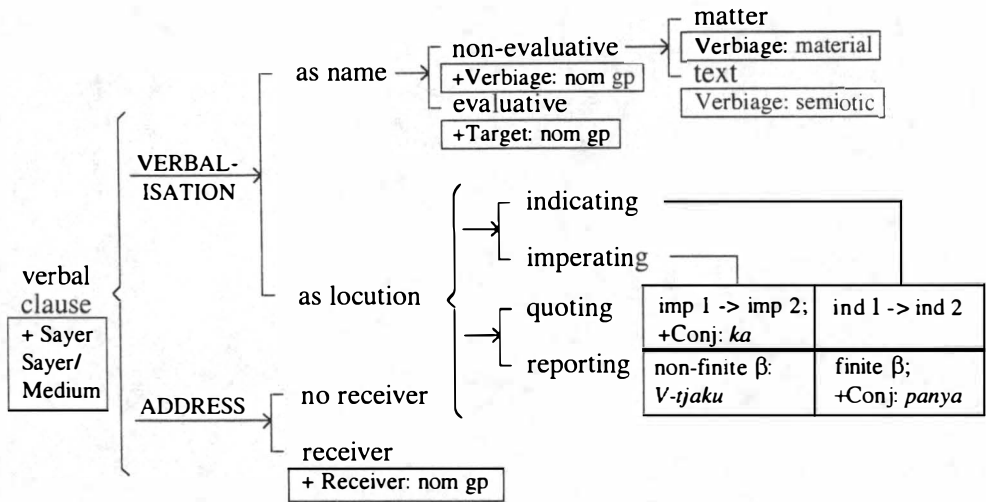 matter
non-evaluative
Verbiage: material
as name
+Verbiage: nom gp
text
evaluative
Verbiage: semiotic
+Target: nom gp
VERBAL-
ISATION
indicating
imperating
verbal
clause
as locution
quoting
imp 1 -> imp 2;
+Conj: ka
ind 1 -> ind 2
+ Sayer
Sayer/
Medium
reporting
non-finite β:
V-tjaku
finite β;
+Conj: panya
ADDRESS
no receiver
receiver
+ Receiver: nom gp